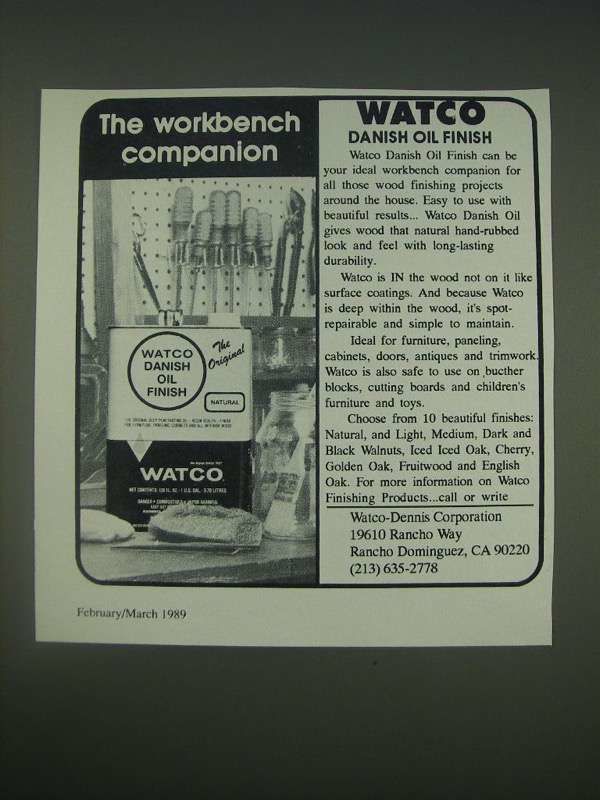 The workbench
companion
WATCO
DANISH OIL FINISH
Watco Danish Oil Finish can be
your ideal workbench companion for
all those wood finishing projects
around the house. Easy to use with
beautiful results... Watco Danish Oil
gives wood that natural hand-rubbed
look and feel with long-lasting
durability.
Watco is IN the wood not on it like
surface coatings. And because Watco
is deep within the wood, it's spot-
repairable and simple to maintain.
Ideal for furniture, paneling,
cabinets, doors, antiques and trimwork.
Watco is also safe to use on bucther
blocks, cutting boards and children's
furniture and toys.
Choose from 10 beautiful finishes:
Natural, and Light, Medium, Dark and
Black Walnuts, Iced Iced Oak, Cherry,
Golden Oak, Fruitwood and English
Oak. For more information on Watco
Finishing Products...call or write
Watco-Dennis Corporation
19610 Rancho Way
Rancho Dominguez, CA 90220
(213) 635-2778
WATCO
DANISH
OIL
FINISH
The
Original
NATURAL
WATCO
February/March 1989